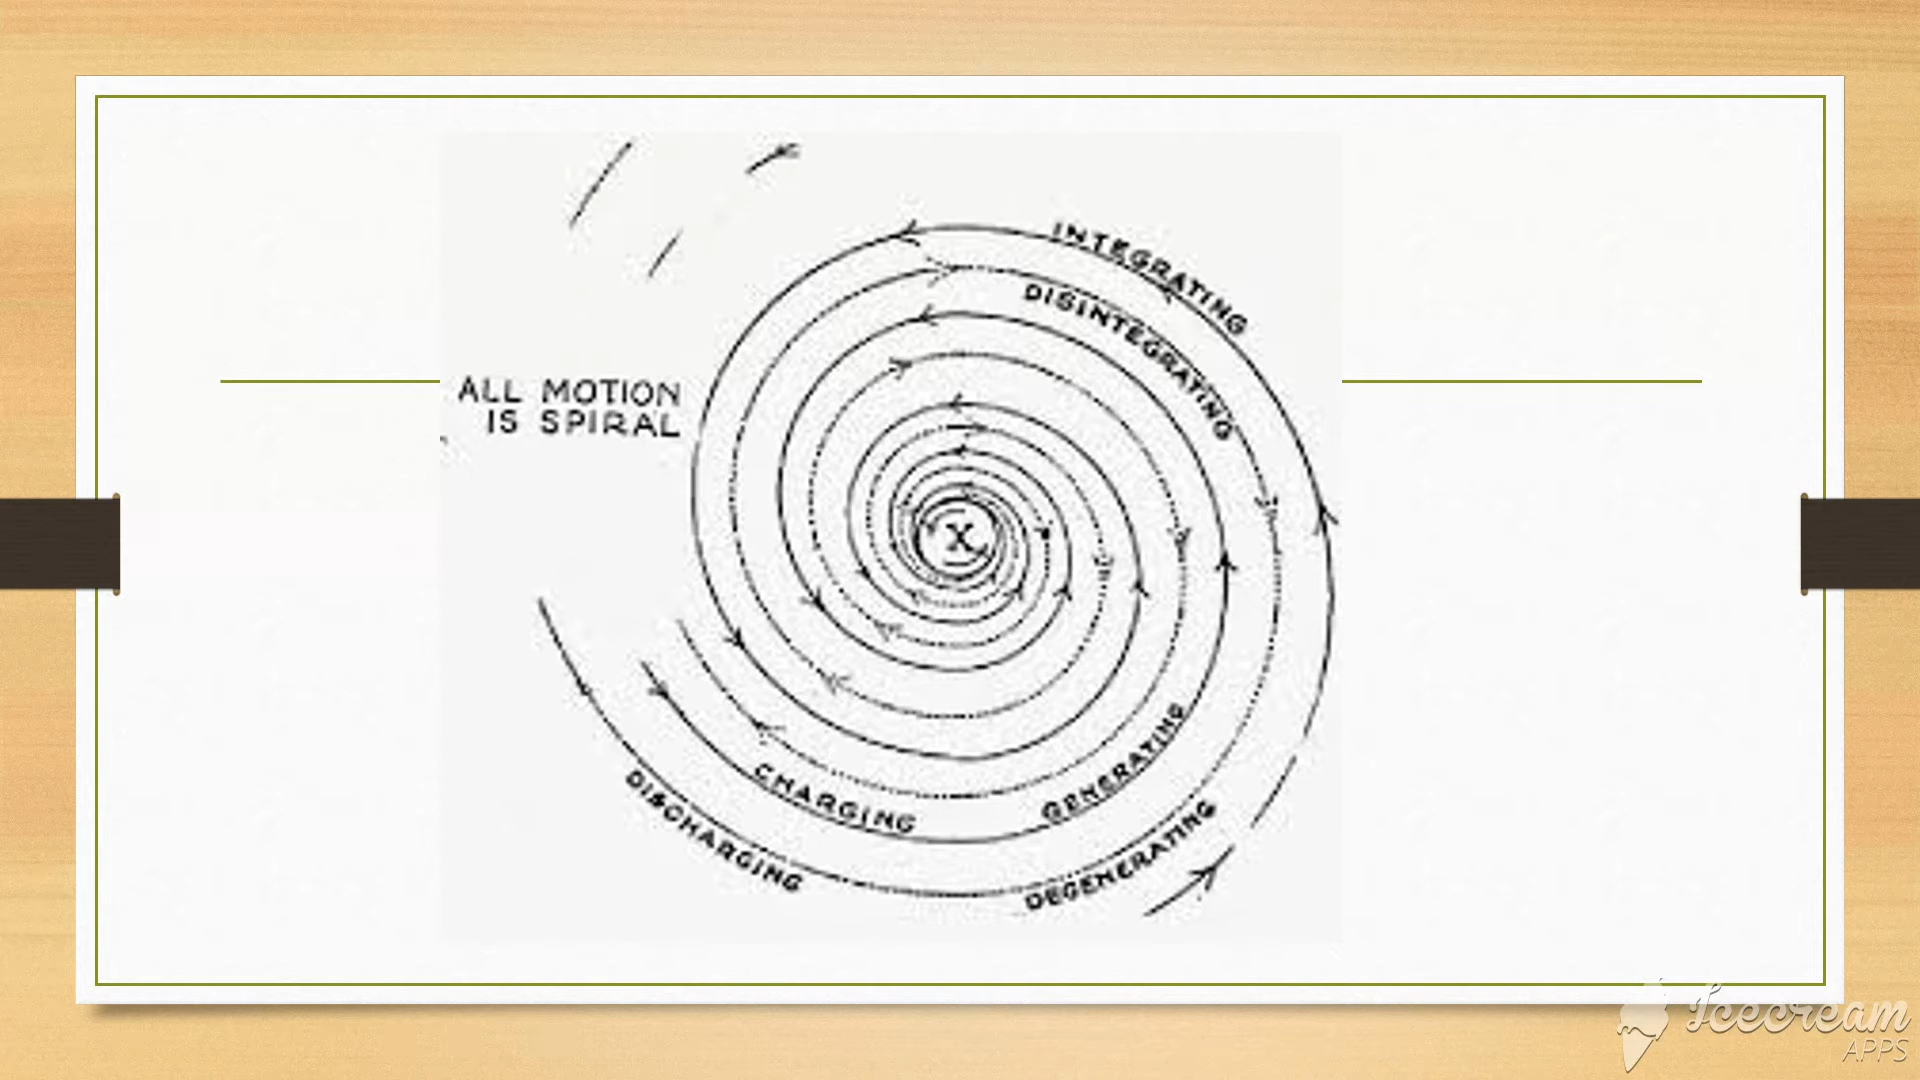 INTEGRATING
DISINTEGRATING
ALL MOTION
IS SPIRAL
X
CHARGING
GENERATING
DISCHARGING
DEGENERATING
Icecream
APPS